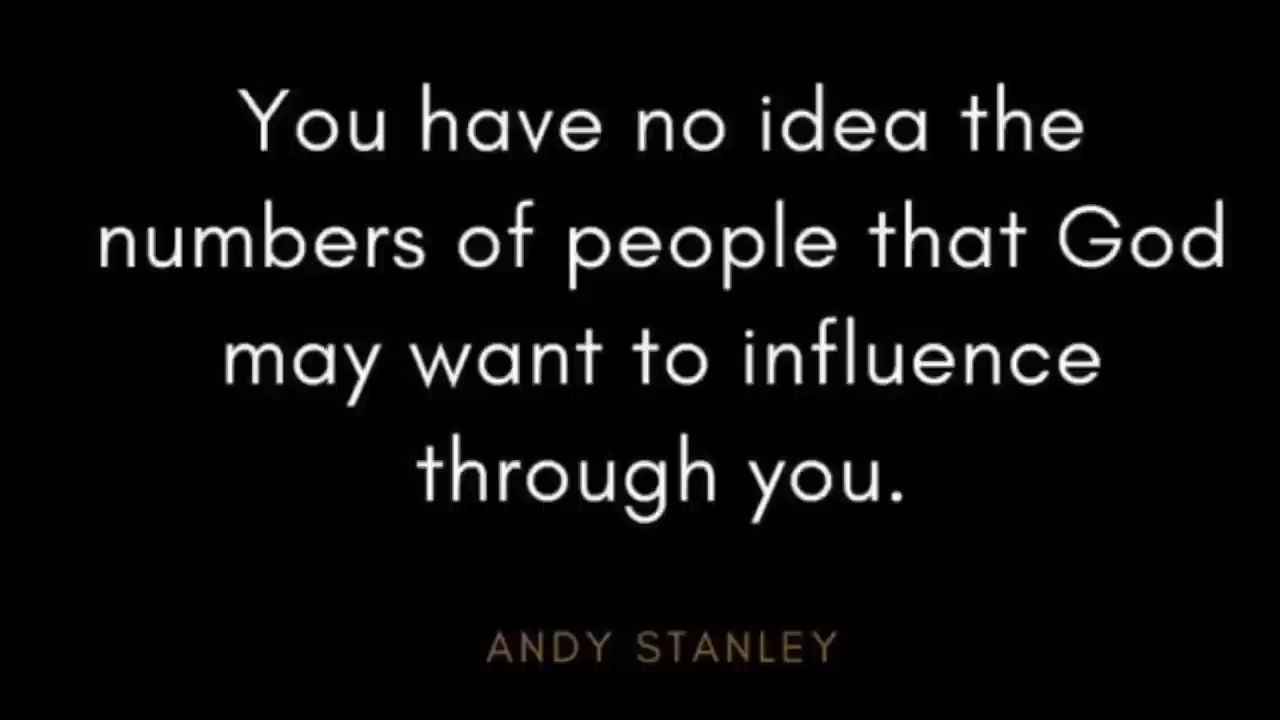 You have no idea the
numbers of people that God
may want to influence
through you.
ANDY STANLEY